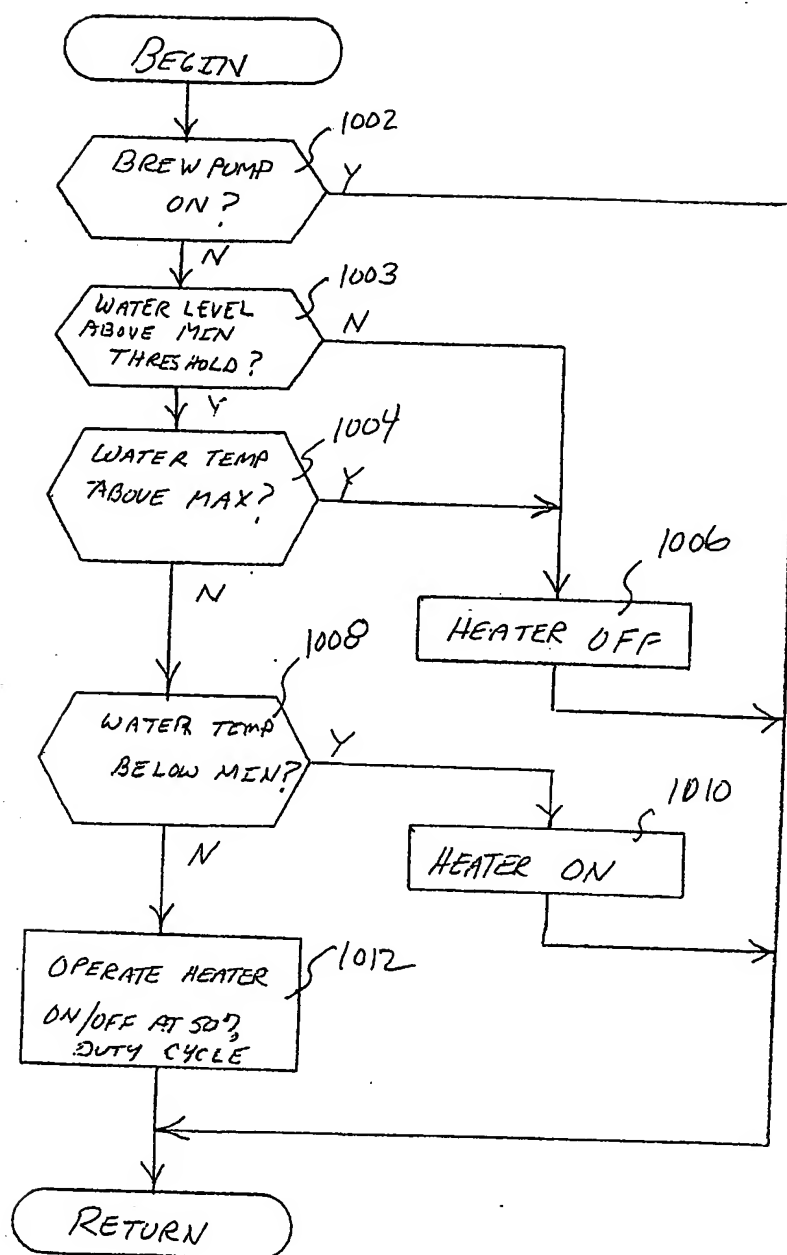 BEGIN
1002
BREW PUMP
ON?
Y
N
1003
WATER LEVEL
ABOVE MIN
THRESHOLD?
N
Y
1004
WATER TEMP
ABOVE MAX?
Y
N
1006
HEATER OFF
1008
WATER TEMP
BELOW MIN?
Y
N
1010
HEATER ON
1012
OPERATE HEATER
ON/OFF AT 50%
DUTY CYCLE
RETURN